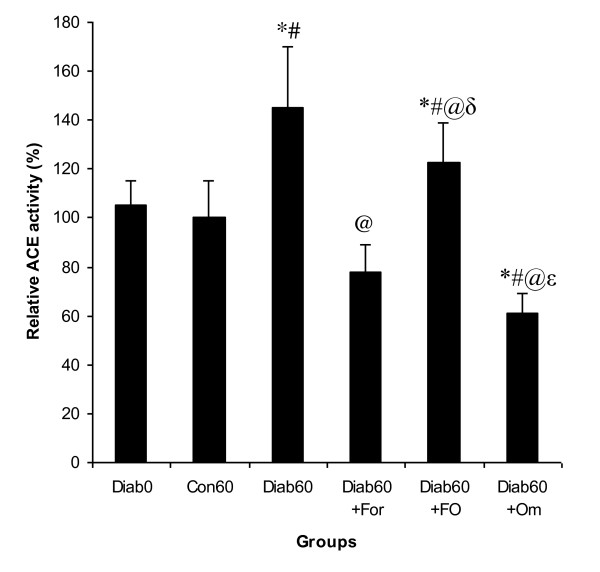 180
160
140
120
100
80
60
40
20
0
Relative ACE activity (%)
*#
@
*#@δ
*#@ε
Diab0
Con60
Diab60
Diab60
+For
Diab60
+FO
Diab60
+Om
Groups